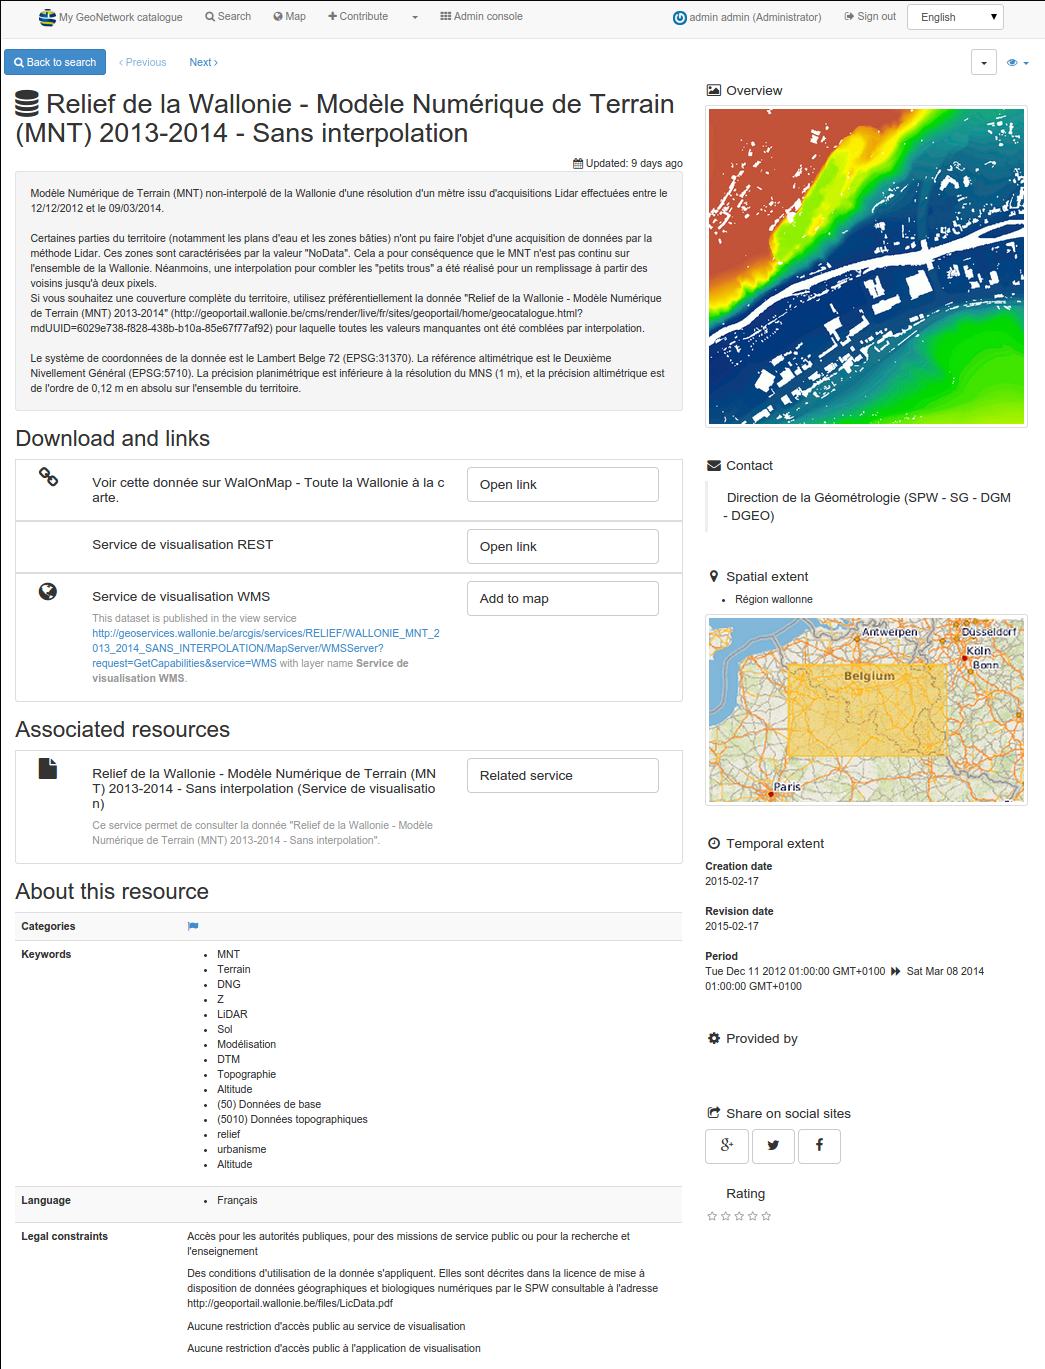 My GeoNetwork catalogue Search Map Contribute Admin console admin admin (Administrator) Sign out English
Back to search Previous Next
Relief de la Wallonie - Modèle Numérique de Terrain
(MNT) 2013-2014 - Sans interpolation
Updated: 9 days ago
Modèle Numérique de Terrain (MNT) non-interpolé de la Wallonie d'une résolution d'un mètre issu d'acquisitions Lidar effectuées entre le
12/12/2012 et le 09/03/2014.
Certaines parties du territoire (notamment les plans d'eau et les zones bâties) n'ont pu faire l'objet d'une acquisition de données par la
méthode Lidar. Ces zones sont caractérisées par la valeur "NoData". Cela a pour conséquence que le MNT n'est pas continu sur
l'ensemble de la Wallonie. Néanmoins, une interpolation pour combler les "petits trous" a été réalisé pour un remplissage à partir des
voisins jusqu'à deux pixels.
Si vous souhaitez une couverture complète du territoire, utilisez préférentiellement la donnée "Relief de la Wallonie - Modèle Numérique
de Terrain (MNT) 2013-2014" (http://geoportail.wallonie.be/cms/render/live/fr/sites/geoportail/home/geocatalogue.html?
mdUUID=6029e738-f828-438b-b10a-85e67f77af92) pour laquelle toutes les valeurs manquantes ont été comblées par interpolation.
Le système de coordonnées de la donnée est le Lambert Belge 72 (EPSG:31370). La référence altimétrique est le Deuxième
Nivellement Général (EPSG:5710). La précision planimétrique est inférieure à la résolution du MNS (1 m), et la précision altimétrique est
de l'ordre de 0,12 m en absolu sur l'ensemble du territoire.
Download and links
Voir cette donnée sur WalOnMap - Toute la Wallonie à la c
arte.
Open link
Service de visualisation REST
Open link
Service de visualisation WMS
Add to map
This dataset is published in the view service
http://geoservices.wallonie.be/arcgis/services/RELIEF/WALLONIE_MNT_2
013_2014_SANS_INTERPOLATION/MapServer/WMSServer?
request=GetCapabilities&service=WMS with layer name Service de
visualisation WMS.
Associated resources
Relief de la Wallonie - Modèle Numérique de Terrain (MN
T) 2013-2014 - Sans interpolation (Service de visualisatio
n)
Related service
Ce service permet de consulter la donnée "Relief de la Wallonie - Modèle
Numérique de Terrain (MNT) 2013-2014 - Sans interpolation".
About this resource
Categories
Keywords
MNT
Terrain
DNG
Z
LiDAR
Sol
Modélisation
DTM
Topographie
Altitude
(50) Données de base
(5010) Données topographiques
relief
urbanisme
Altitude
Language
Français
Legal constraints
Accès pour les autorités publiques, pour des missions de service public ou pour la recherche et
l'enseignement
Des conditions d'utilisation de la donnée s'appliquent. Elles sont décrites dans la licence de mise à
disposition de données géographiques et biologiques numériques par le SPW consultable à l'adresse
http://geoportail.wallonie.be/files/LicData.pdf
Aucune restriction d'accès public au service de visualisation
Aucune restriction d'accès public à l'application de visualisation
Overview
Contact
Direction de la Géométrologie (SPW - SG - DGM
- DGEO)
Spatial extent
Région wallonne
Antwerpen
Düsseldorf
Köln
Bonn
Belgium
Paris
Temporal extent
Creation date
2015-02-17
Revision date
2015-02-17
Period
Tue Dec 11 2012 01:00:00 GMT+0100 Sat Mar 08 2014
01:00:00 GMT+0100
Provided by
Share on social sites
Rating